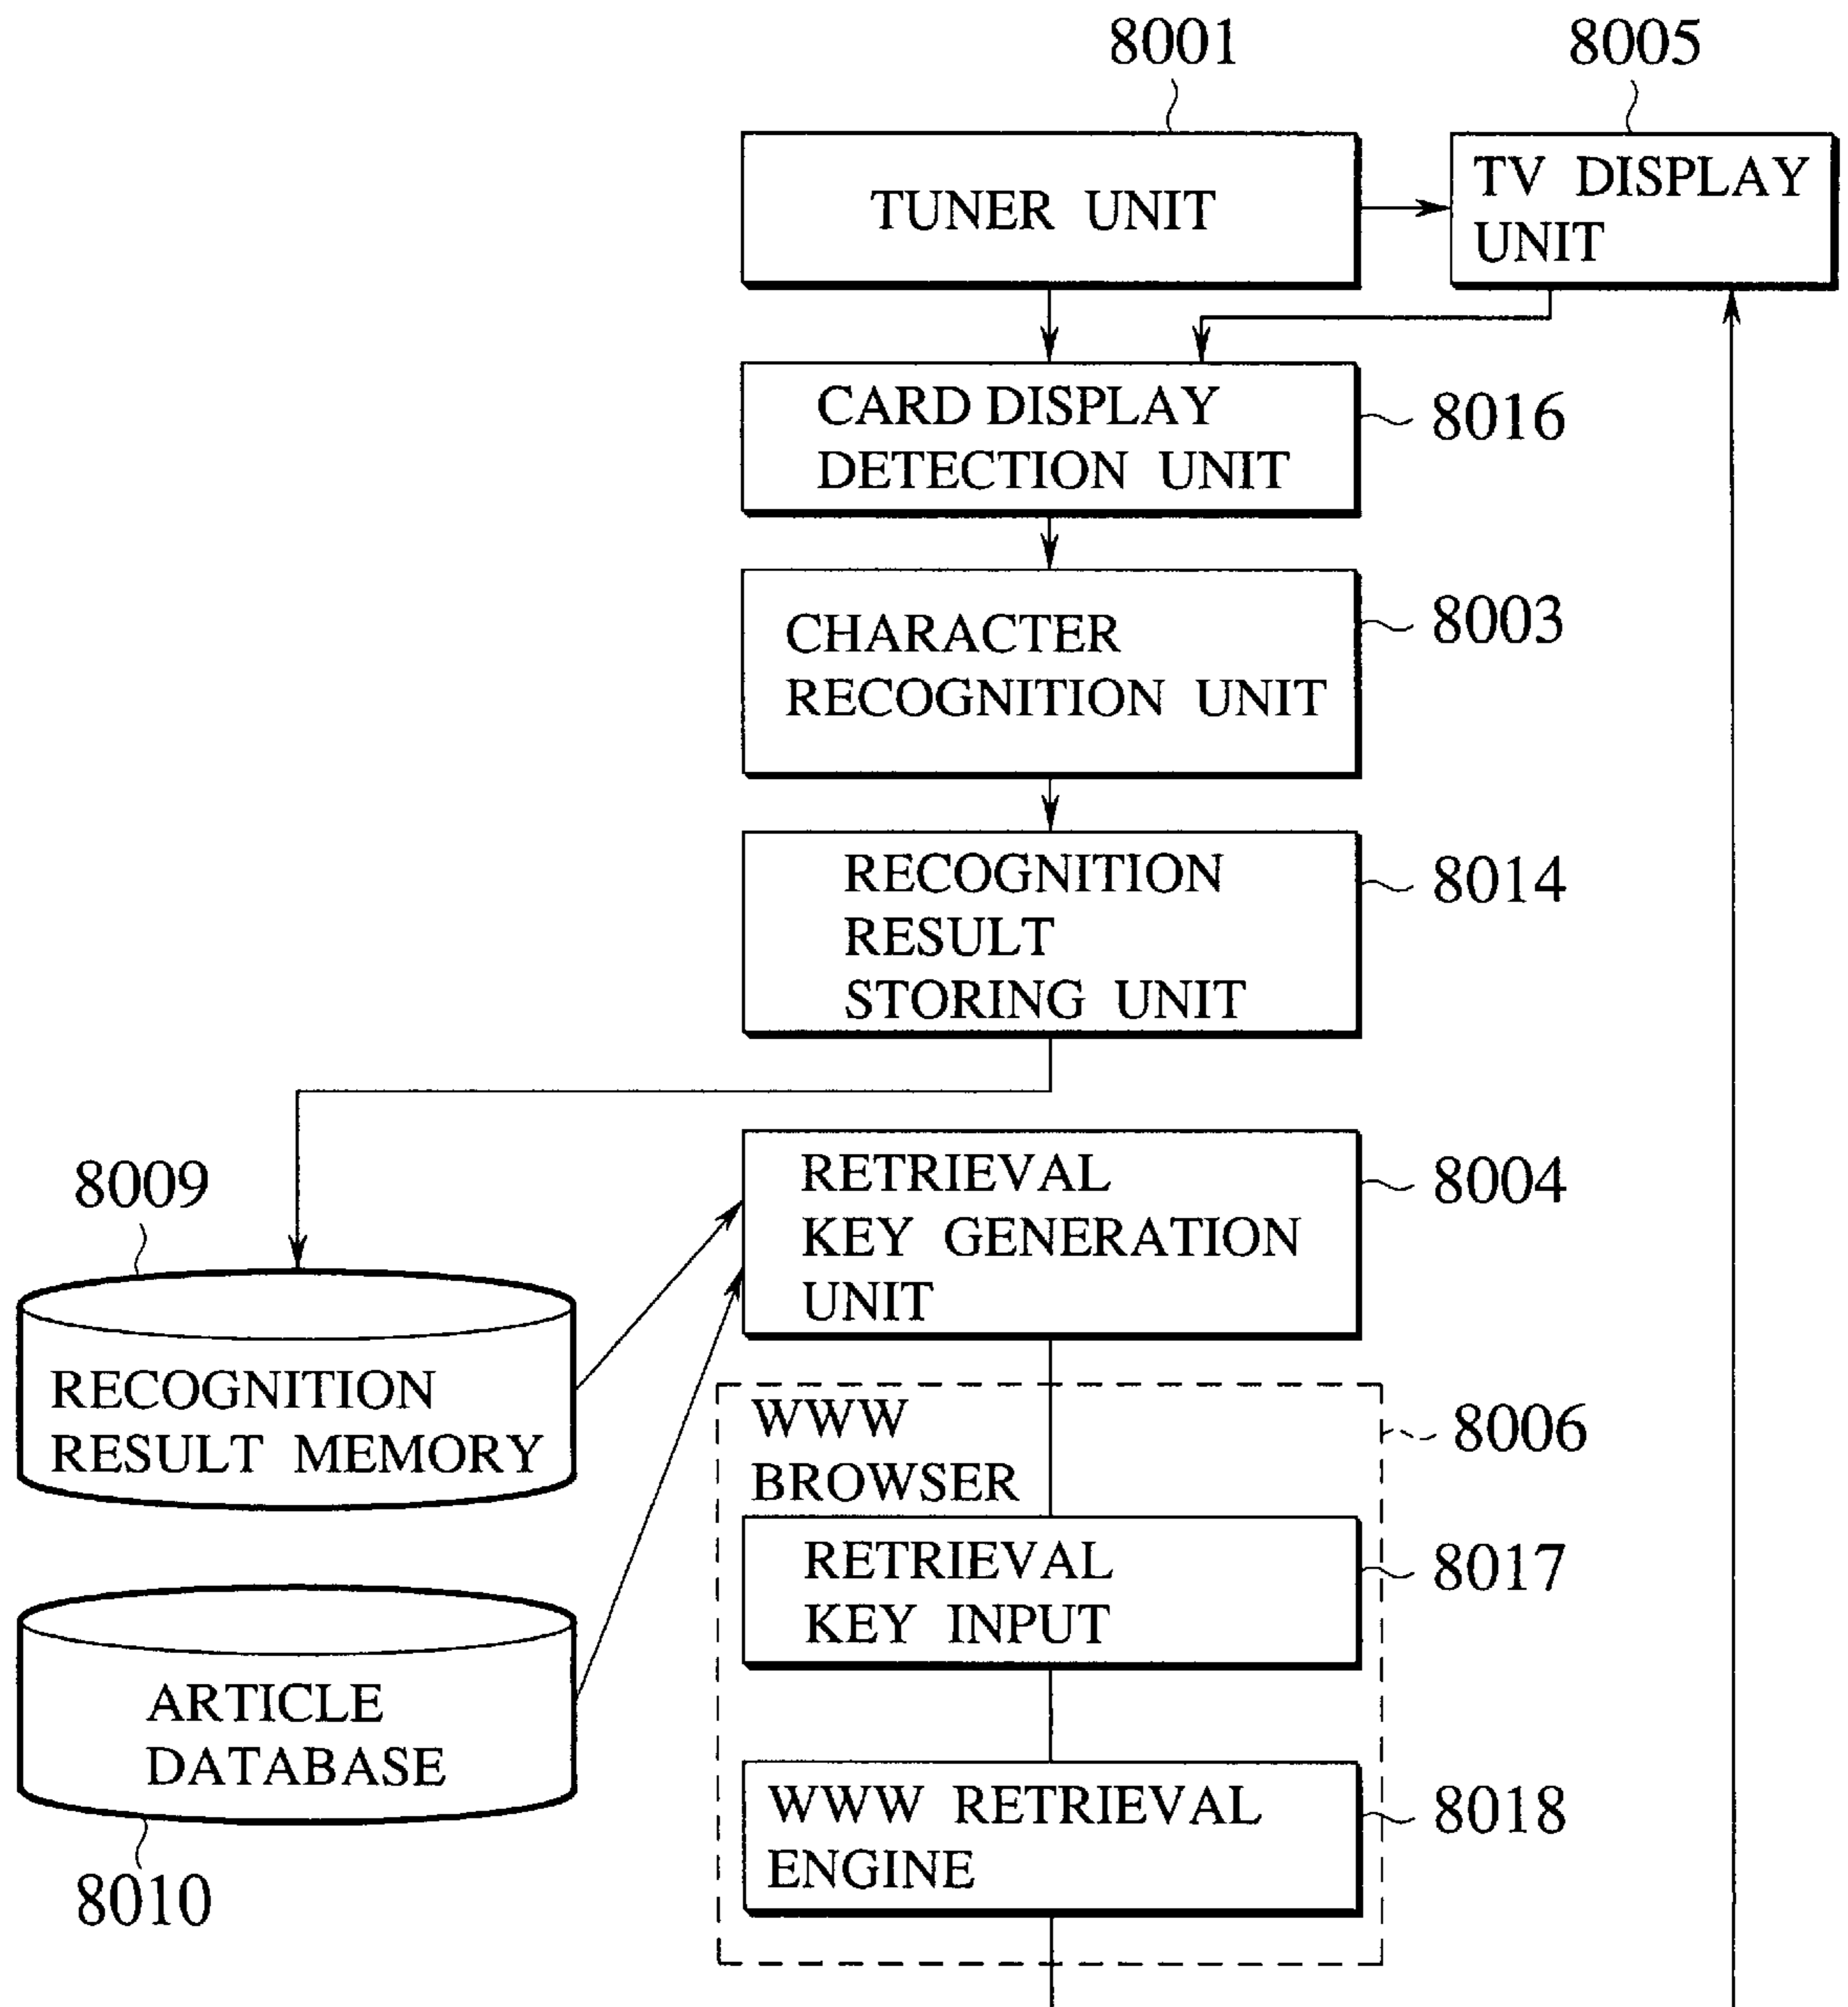 8001
8005
TUNER UNIT
TV DISPLAY
UNIT
CARD DISPLAY
DETECTION UNIT
8016
CHARACTER
RECOGNITION UNIT
8003
RECOGNITION
RESULT
STORING UNIT
8014
8009
RETRIEVAL
KEY GENERATION
UNIT
8004
RECOGNITION
RESULT MEMORY
WWW
BROWSER
8006
RETRIEVAL
KEY INPUT
8017
ARTICLE
DATABASE
8010
WWW RETRIEVAL
ENGINE
8018